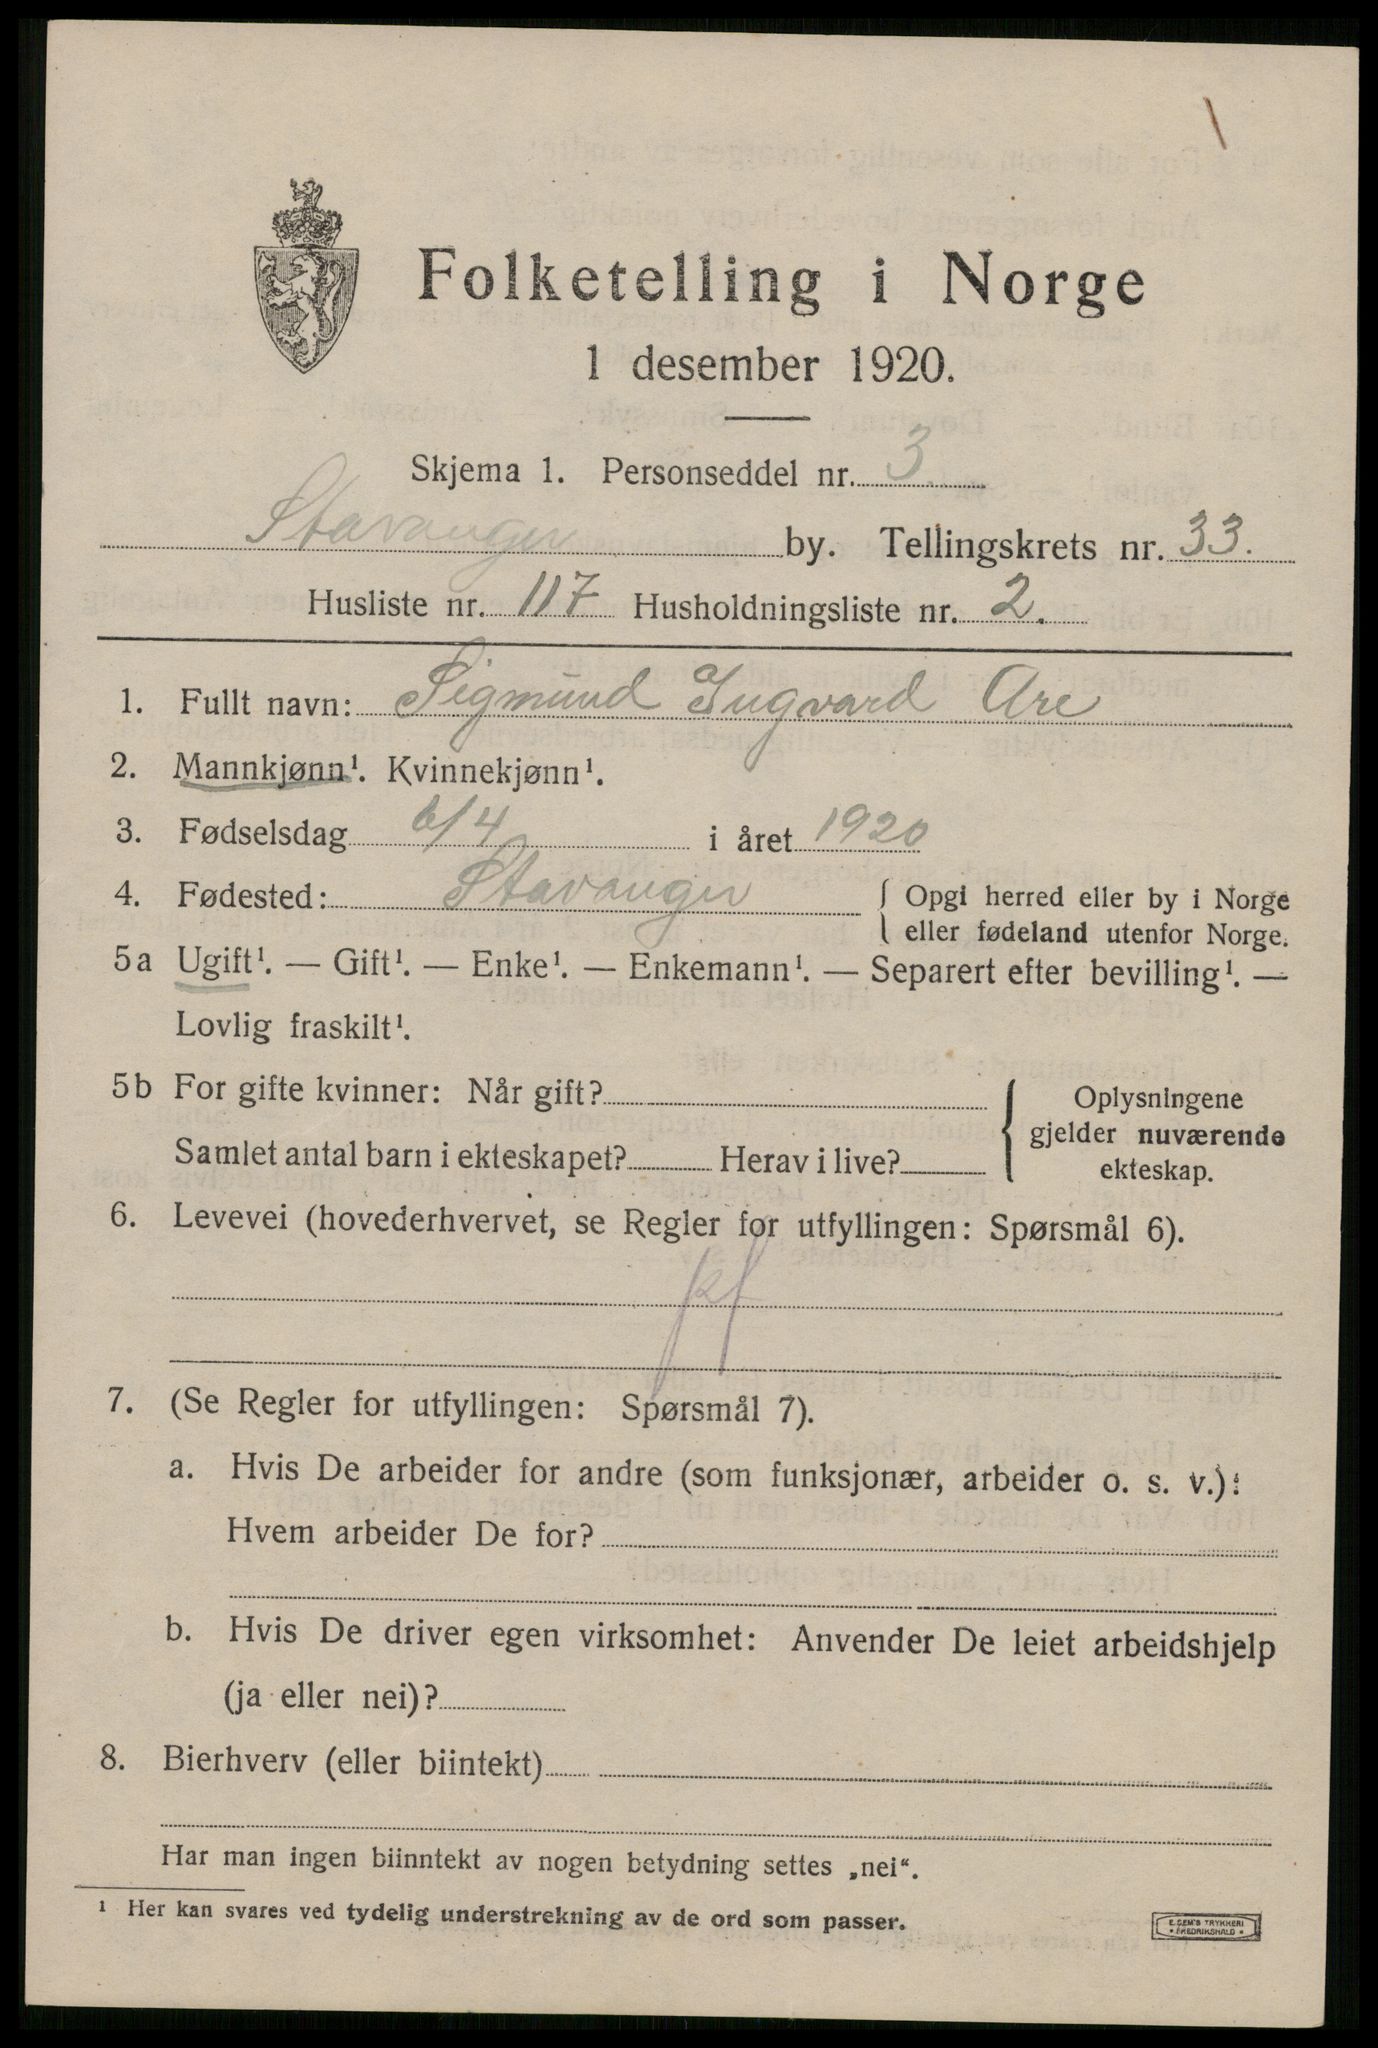 Folketelling i Norge
1 desember 1920.
Skjema 1. Personseddel nr. 3.
Stavanger by. Tellingskrets nr. 33.
Husliste nr. 117 Husholdningsliste nr. 2.
1. Fullt navn: Sigmund Ingvard Are
2. Mannkjønn¹. Kvinnekjønn¹.
3. Fødselsdag 6/4 i året 1920
4. Fødested: Stavanger { Opgi herred eller by i Norge
eller fødeland utenfor Norge.
5a Ugift¹. — Gift¹. — Enke¹. — Enkemann¹. — Separert efter bevilling¹. —
Lovlig fraskilt¹.
5b For gifte kvinner: Når gift? { Oplysningene
gjelder nuværende
Samlet antal barn i ekteskapet? Herav i live?
ekteskap.
6. Levevei (hovederhvervet, se Regler for utfyllingen: Spørsmål 6).
7. (Se Regler for utfyllingen: Spørsmål 7).
a. Hvis De arbeider for andre (som funksjonær, arbeider o. s. v.):
Hvem arbeider De for?
b. Hvis De driver egen virksomhet: Anvender De leiet arbeidshjelp
(ja eller nei)?
8. Bierhverv (eller biintekt)
Har man ingen biinntekt av nogen betydning settes „nei“.
¹ Her kan svares ved tydelig understrekning av de ord som passer.
E. SEM'S TRYKKERI
• FREDRIKSHALD •